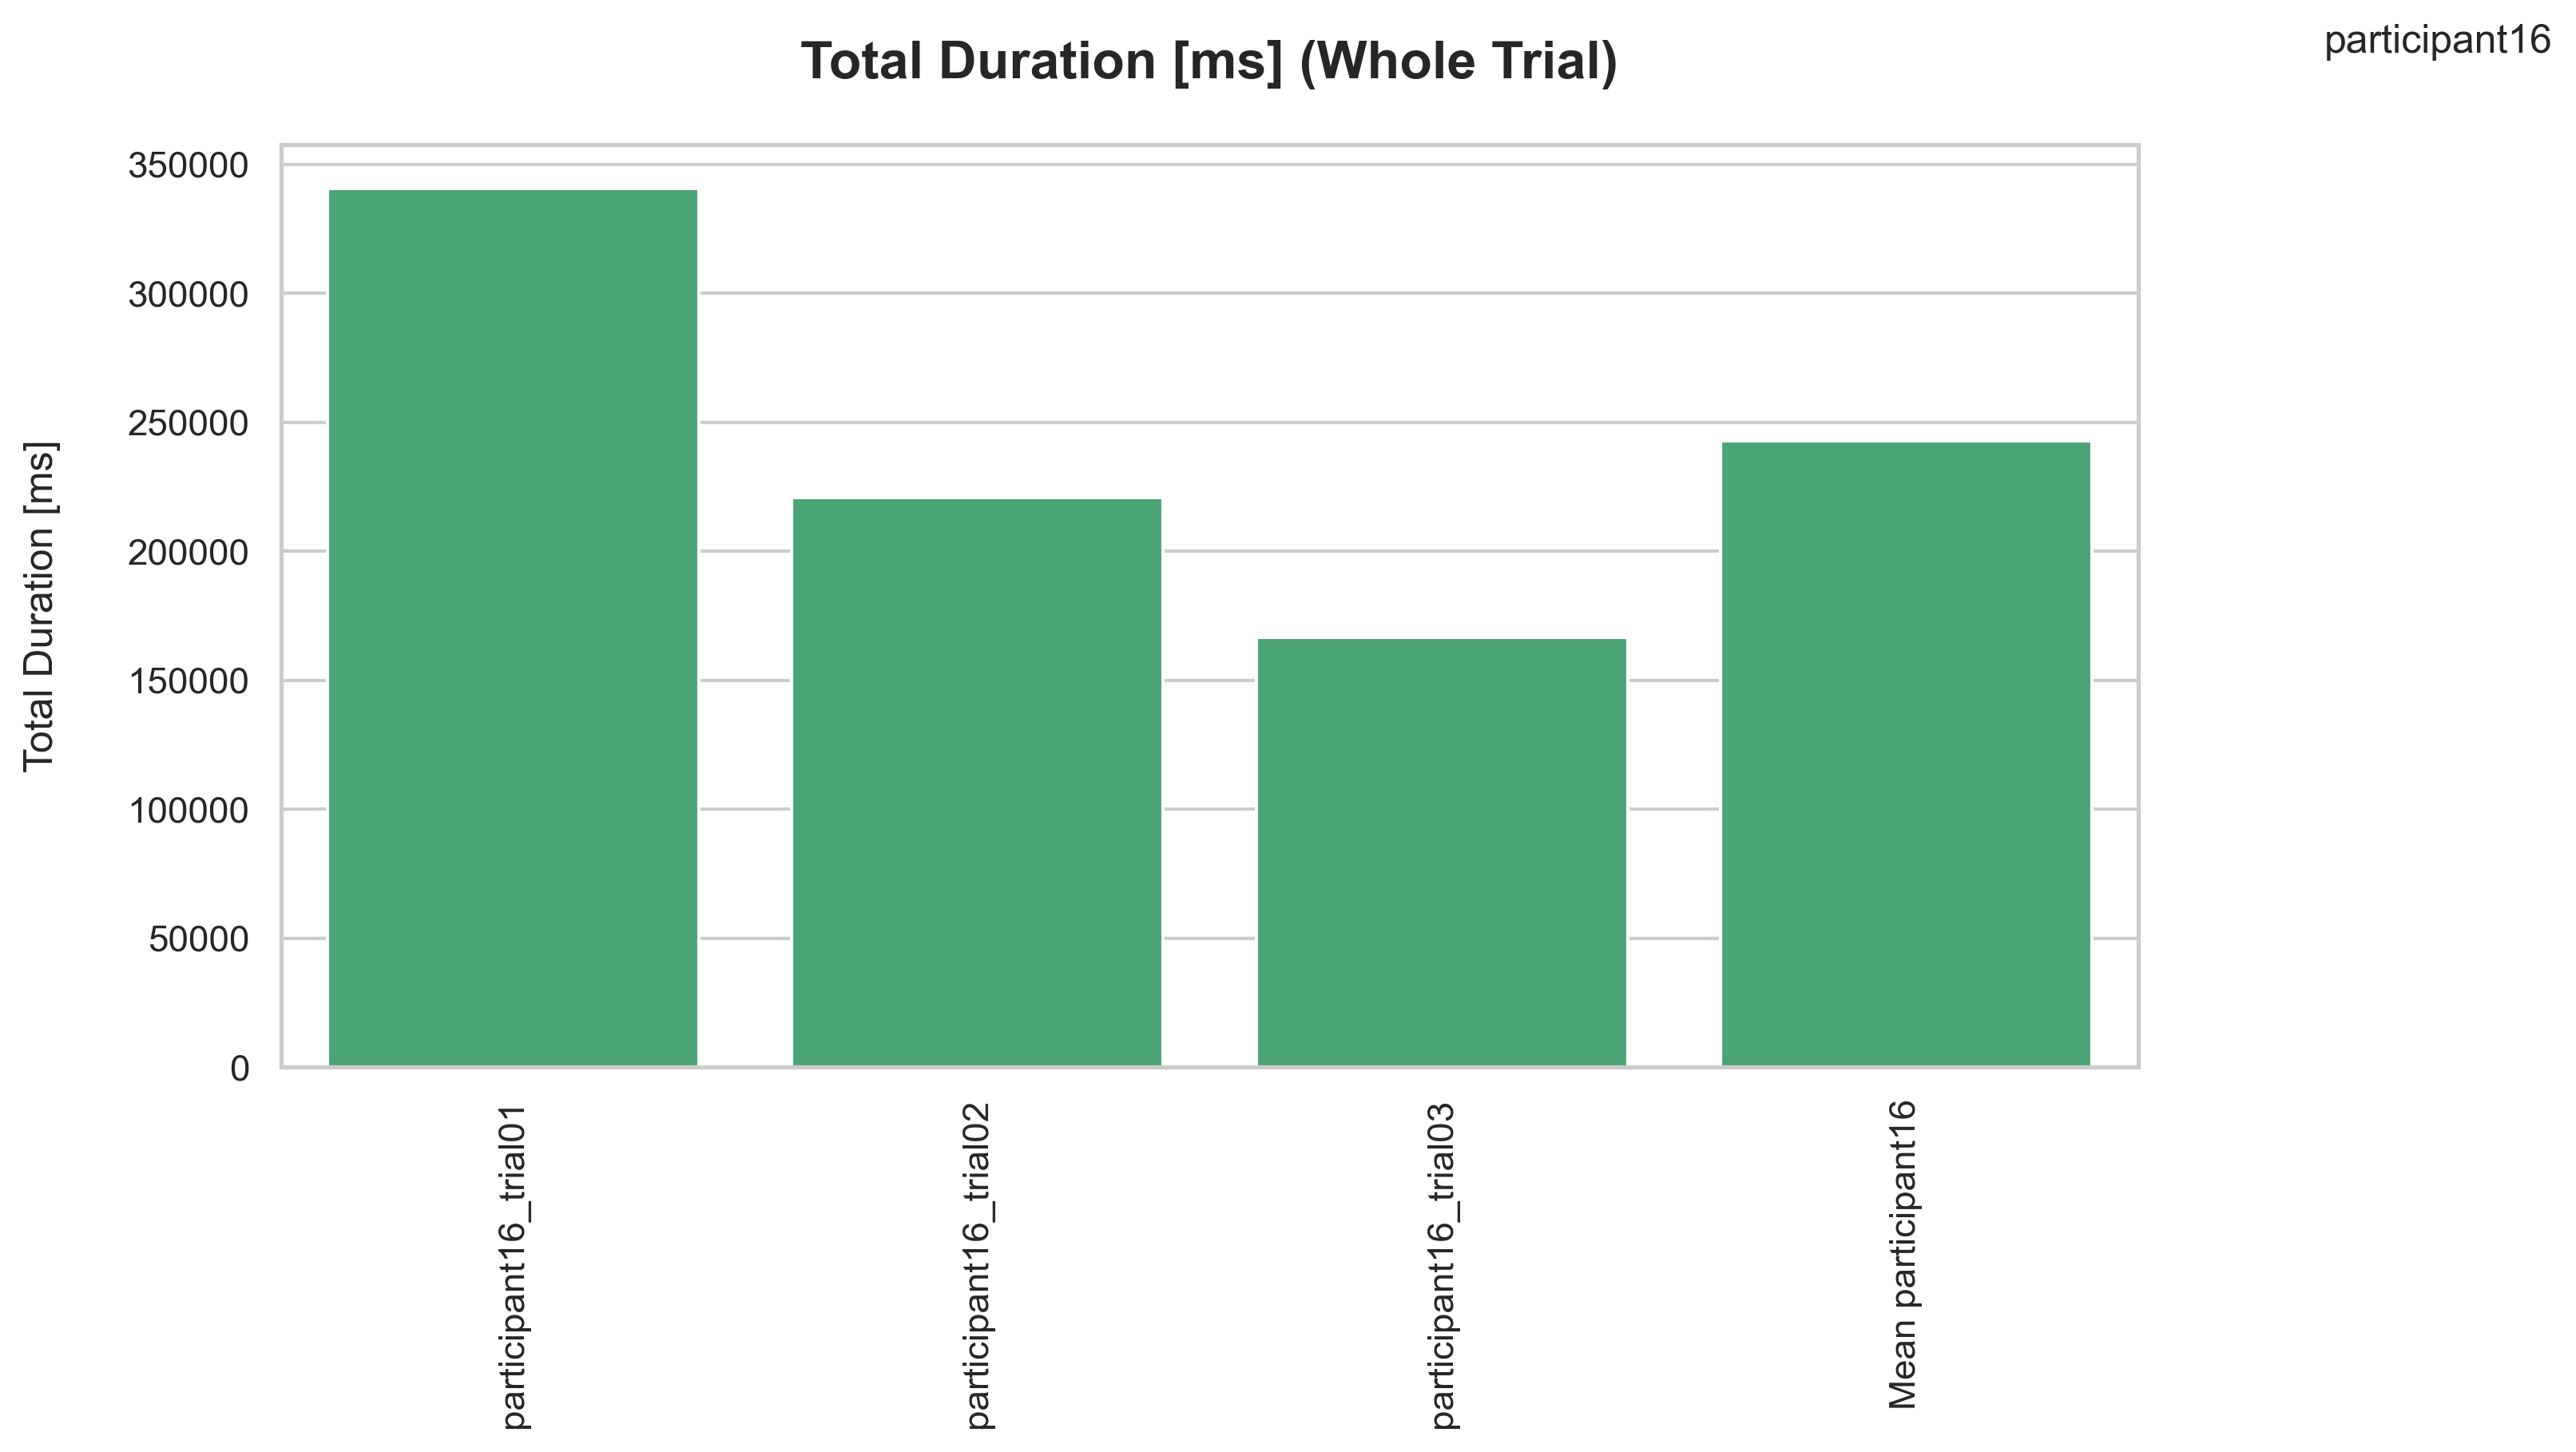 participant16
Total Duration [ms] (Whole Trial)
Total Duration [ms]
350000
300000
250000
200000
150000
100000
50000
0
participant16_trial01
participant16_trial02
participant16_trial03
Mean participant16